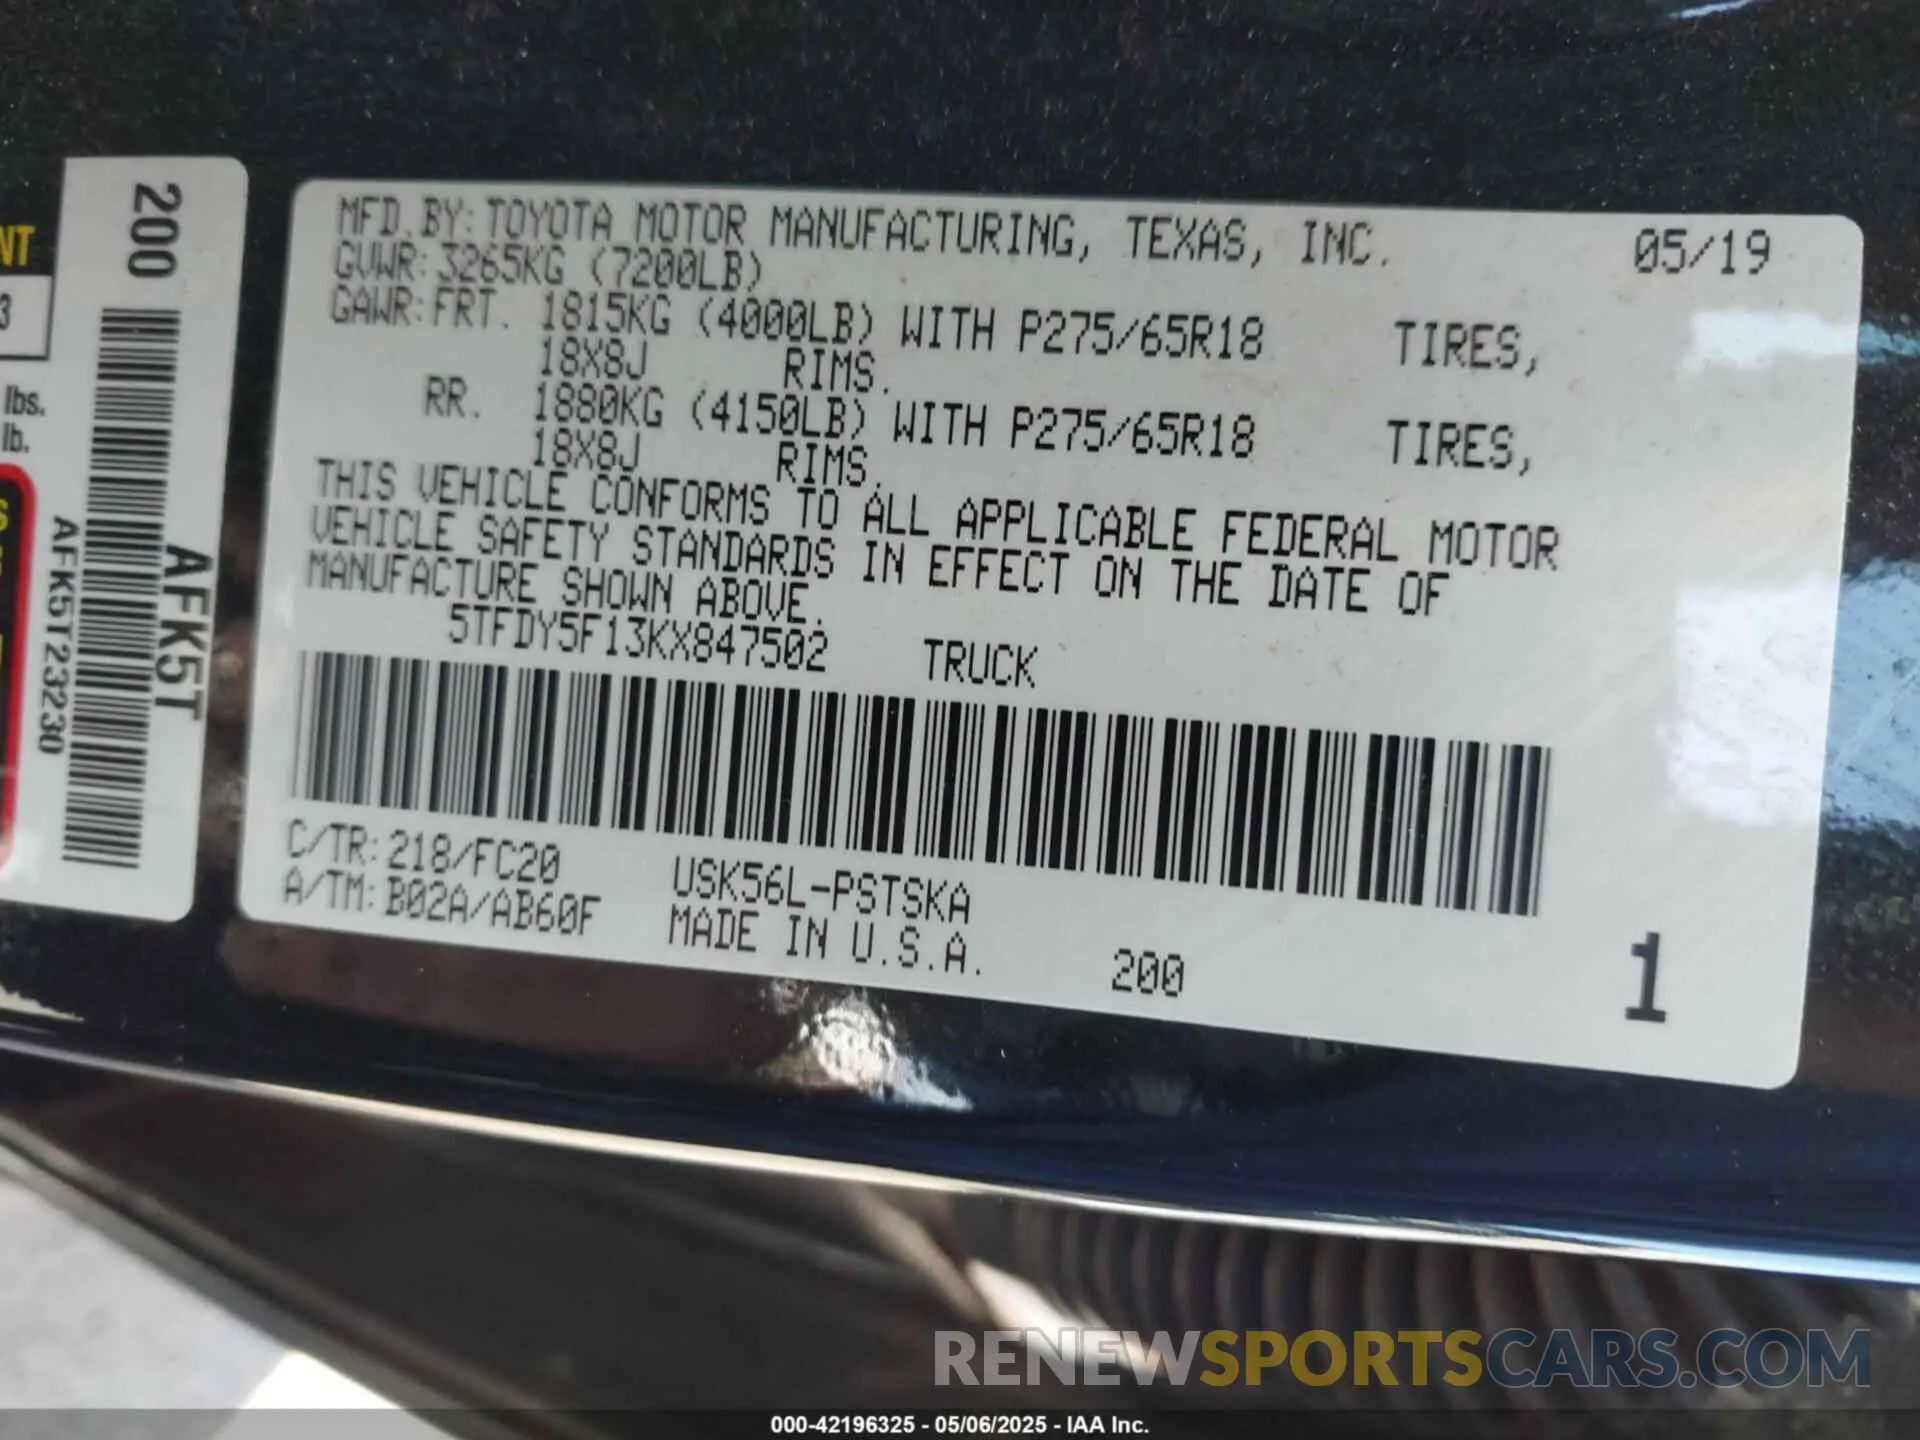 NT
3
lbs.
lb.
S
200
AFK5T
AFK5T23230
MFD.BY:TOYOTA MOTOR MANUFACTURING, TEXAS, INC. 05/19
GVWR:3265KG (7200LB)
GAWR:FRT. 1815KG (4000LB) WITH P275/65R18 TIRES,
18X8J RIMS.
RR. 1880KG (4150LB) WITH P275/65R18 TIRES,
18X8J RIMS.
THIS VEHICLE CONFORMS TO ALL APPLICABLE FEDERAL MOTOR
VEHICLE SAFETY STANDARDS IN EFFECT ON THE DATE OF
MANUFACTURE SHOWN ABOVE.
5TFDY5F13KX847502 TRUCK
C/TR:218/FC20 USK56L-PSTSKA
A/TM:B02A/AB60F MADE IN U.S.A. 200 1
RENEWSPORTSCARS.COM
000-42196325 - 05/06/2025 - IAA Inc.